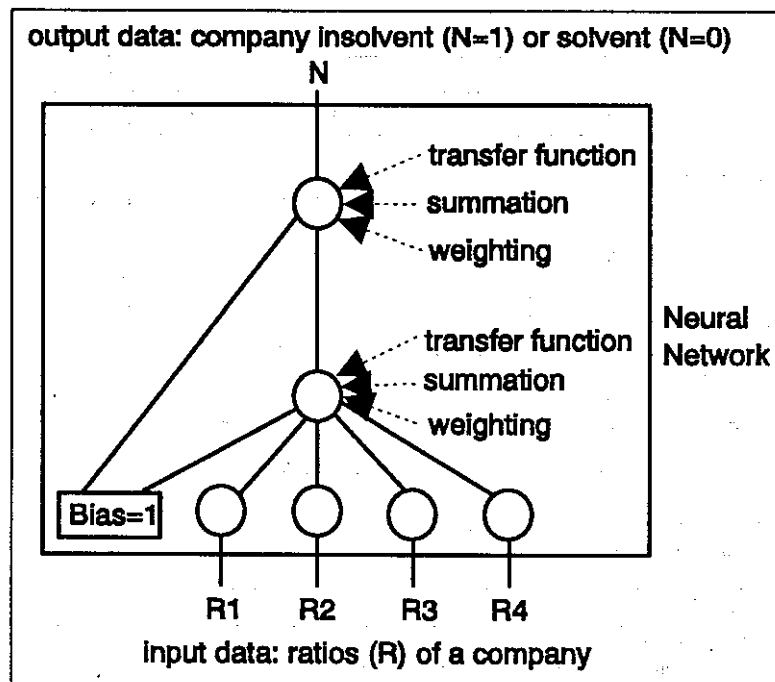 output data: company insolvent (N=1) or solvent (N=0)
N
transfer function
summation
weighting
Neural
Network
transfer function
summation
weighting
Bias=1
R1 R2 R3 R4
input data: ratios (R) of a company